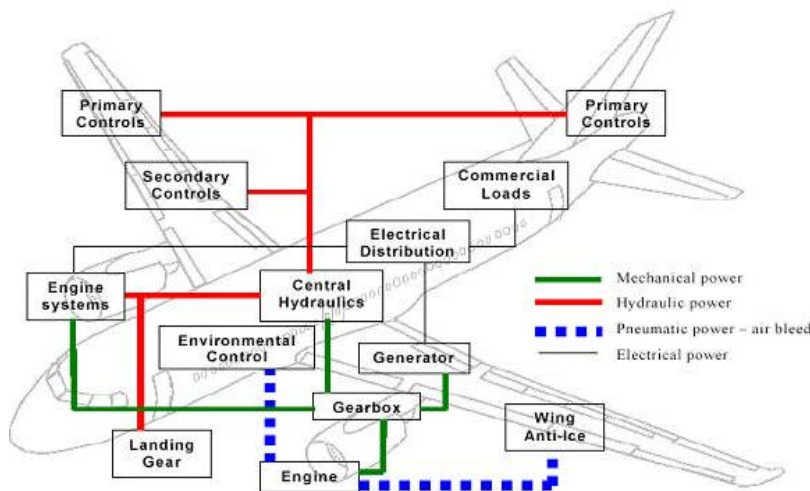 Primary
Controls
Primary
Controls
Secondary
Controls
Commercial
Loads
Electrical
Distribution
Engine
systems
Central
Hydraulics
Mechanical power
Hydraulic power
Pneumatic power – air bleed
Electrical power
Environmental
Control
Generator
Gearbox
Wing
Anti-Ice
Landing
Gear
Engine